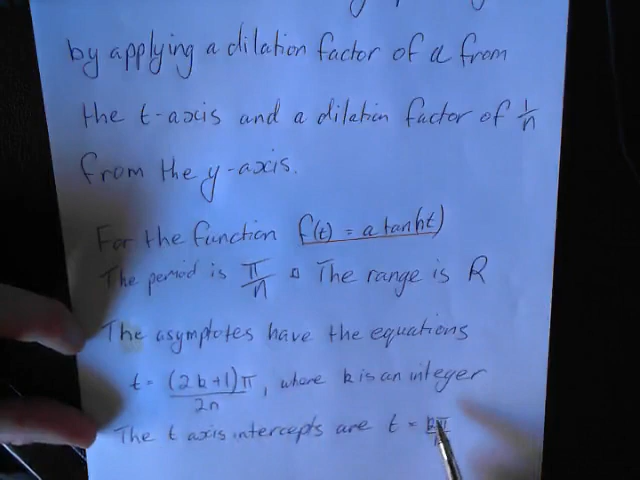 by applying a dilation factor of a from
the t-axis and a dilation factor of 1/n
from the y-axis.
For the function f(t) = a tan(nt)
The period is π/n ▫ The range is R
The asymptotes have the equations
t = (2k+1)π/2n, where k is an integer
The t axis intercepts are t = kπ/n